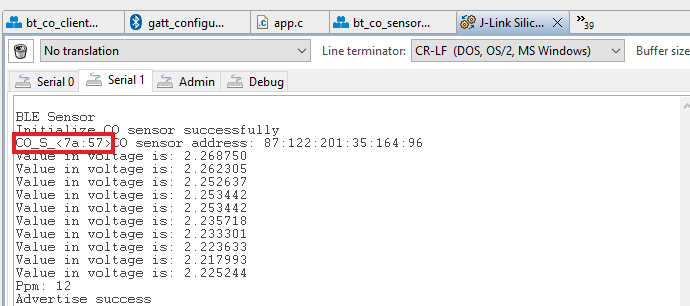 bt_co_client...
gatt_configu...
app.c
bt_co_sensor...
J-Link Silic...
»39
No translation
Line terminator:
CR-LF (DOS, OS/2, MS Windows)
Buffer size
Serial 0
Serial 1
Admin
Debug
BLE Sensor
Initialize CO sensor successfully
CO_S_<7a:57>CO sensor address: 87:122:201:35:164:96
Value in voltage is: 2.268750
Value in voltage is: 2.262305
Value in voltage is: 2.252637
Value in voltage is: 2.253442
Value in voltage is: 2.253442
Value in voltage is: 2.235718
Value in voltage is: 2.233301
Value in voltage is: 2.223633
Value in voltage is: 2.217993
Value in voltage is: 2.225244
Ppm: 12
Advertise success